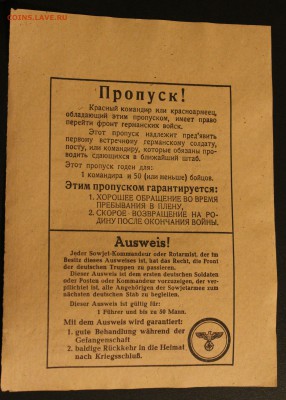 COINS.LAVE.RU
Пропуск!
Красный командир или красноармеец,
обладающий этим пропуском, имеет право
перейти фронт германских войск.
Этот пропуск надлежит пред'явить
первому встречному германскому солдату,
посту, или командиру, которые обязаны про-
водить сдающихся в ближайший штаб.
Этот пропуск годен для:
1 командира и 50 (или меньше) бойцов.
Этим пропуском гарантируется:
1. ХОРОШЕЕ ОБРАЩЕНИЕ ВО ВРЕМЯ
ПРЕБЫВАНИЯ В ПЛЕНУ,
2. СКОРОЕ ВОЗВРАЩЕНИЕ НА РО-
ДИНУ ПОСЛЕ ОКОНЧАНИЯ ВОЙНЫ.
Ausweis!
Jeder Sowjet-Kommandeur oder Rotarmist, der im
Besitz dieses Ausweises ist, hat das Recht, die Front
der deutschen Truppen zu passieren.
Dieser Ausweis ist dem ersten deutschen Soldaten
oder Posten oder Kommandeur vorzuzeigen, der ver-
pflichtet ist, alle Angehörigen der Sowjetarmee zum
nächsten deutschen Stab zu begleiten.
Dieser Ausweis ist gültig für:
1 Führer und bis zu 50 Mann.
Mit dem Ausweis wird garantiert:
1. gute Behandlung während der
Gefangenschaft
2. baldige Rückkehr in die Heimat
nach Kriegsschluß.